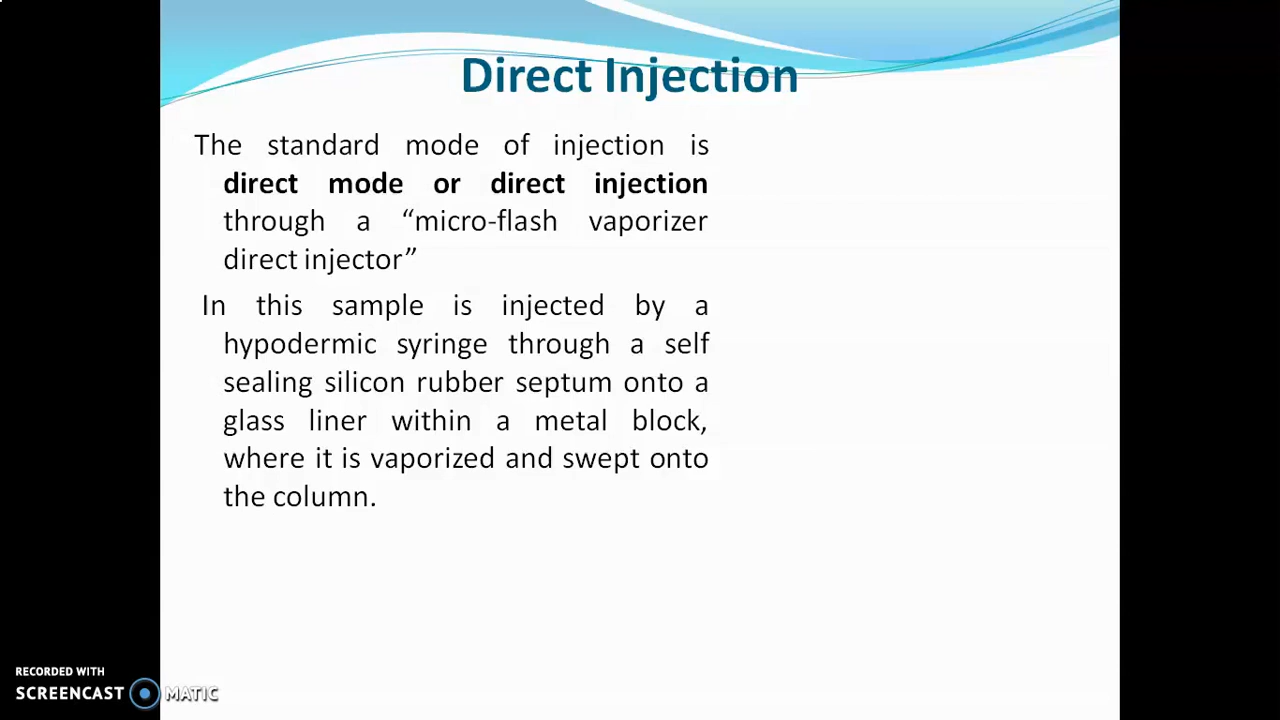 Direct Injection
The standard mode of injection is
direct mode or direct injection
through a “micro-flash vaporizer
direct injector”
In this sample is injected by a
hypodermic syringe through a self
sealing silicon rubber septum onto a
glass liner within a metal block,
where it is vaporized and swept onto
the column.
RECORDED WITH
SCREENCAST MATIC